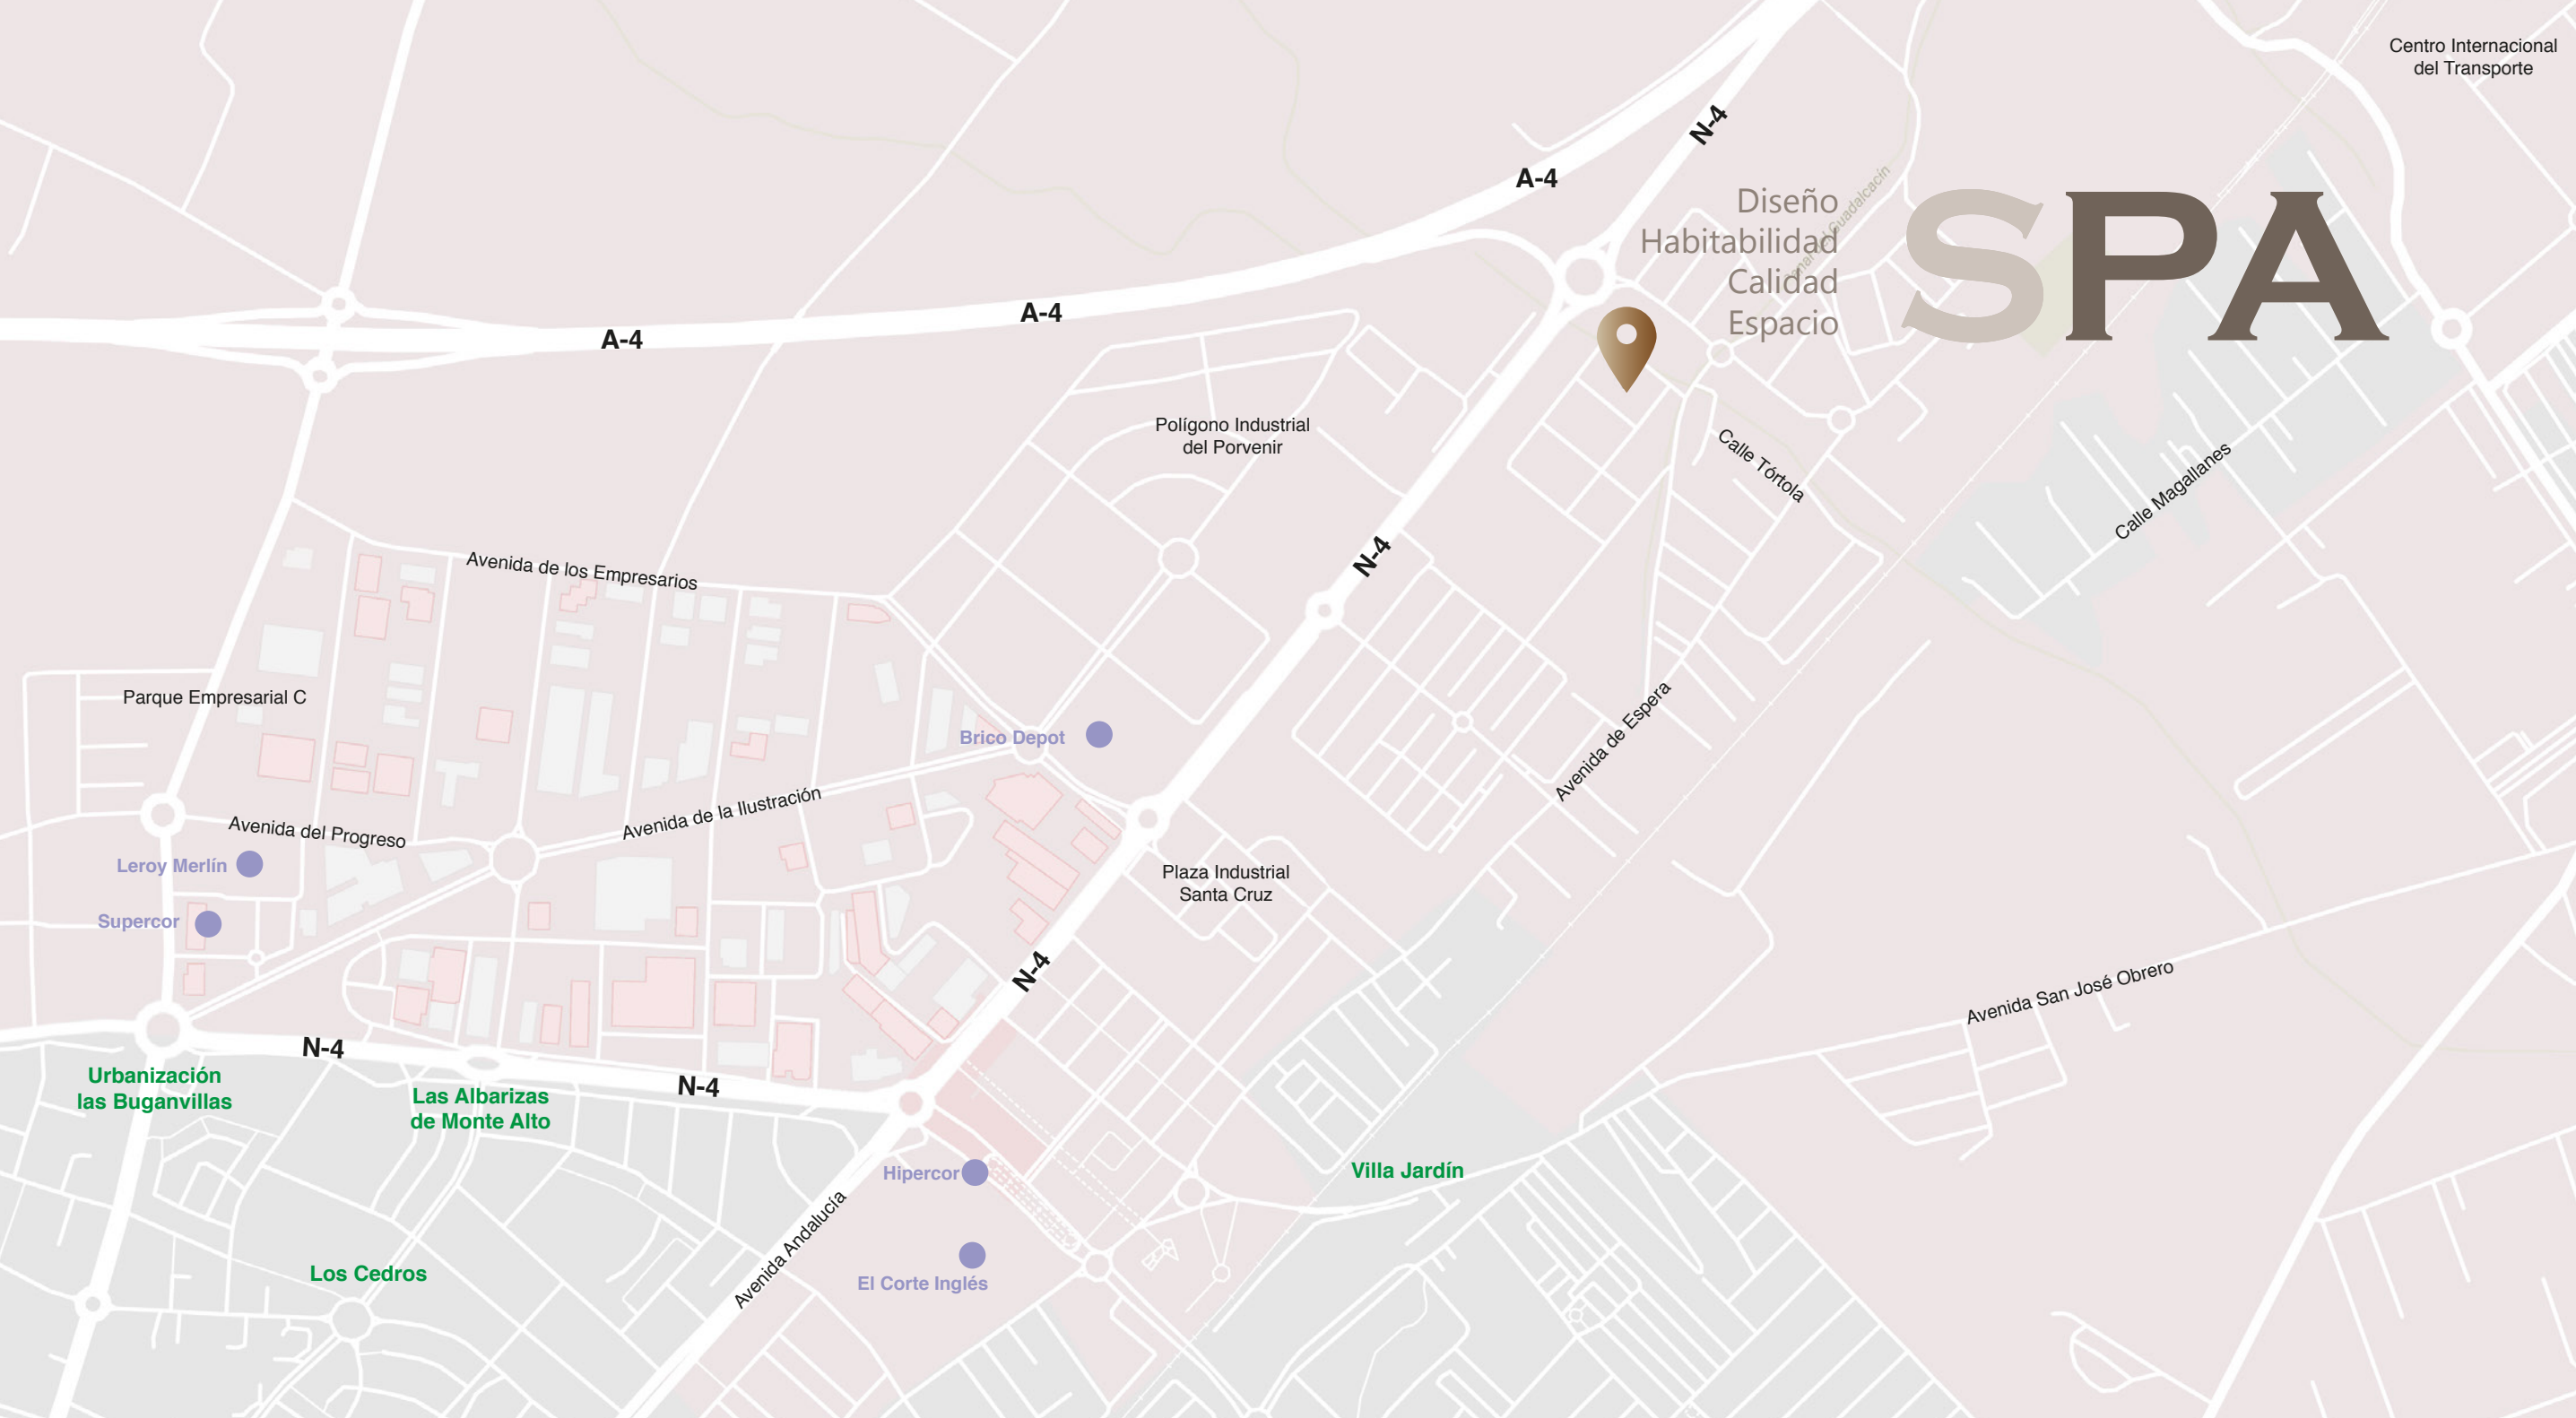 Centro Internacional
del Transporte
N-4
A-4
Diseño
Habitabilidad
Calidad
Espacio
SPA
Canal del Guadalcacín
A-4
A-4
Polígono Industrial
del Porvenir
Calle Tórtola
Calle Magallanes
N-4
Avenida de los Empresarios
Parque Empresarial C
Brico Depot
Avenida de Espera
Avenida de la Ilustración
Avenida del Progreso
Leroy Merlín
Supercor
Plaza Industrial
Santa Cruz
N-4
Avenida San José Obrero
N-4
N-4
Urbanización
las Buganvillas
Las Albarizas
de Monte Alto
Hipercor
Villa Jardín
Avenida Andalucía
Los Cedros
El Corte Inglés